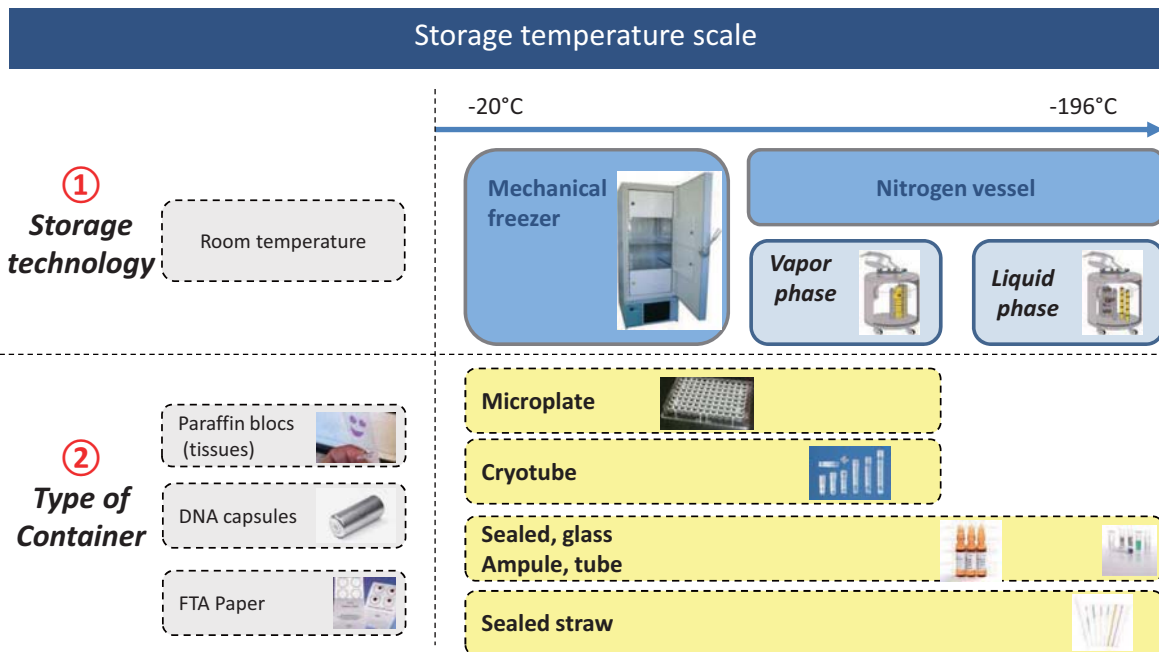 Storage temperature scale
-20°C
-196°C
①
Storage
technology
Room temperature
Mechanical
freezer
Nitrogen vessel
Vapor
phase
Liquid
phase
②
Type of
Container
Paraffin blocs
(tissues)
DNA capsules
FTA Paper
Microplate
Cryotube
Sealed, glass
Ampule, tube
Sealed straw